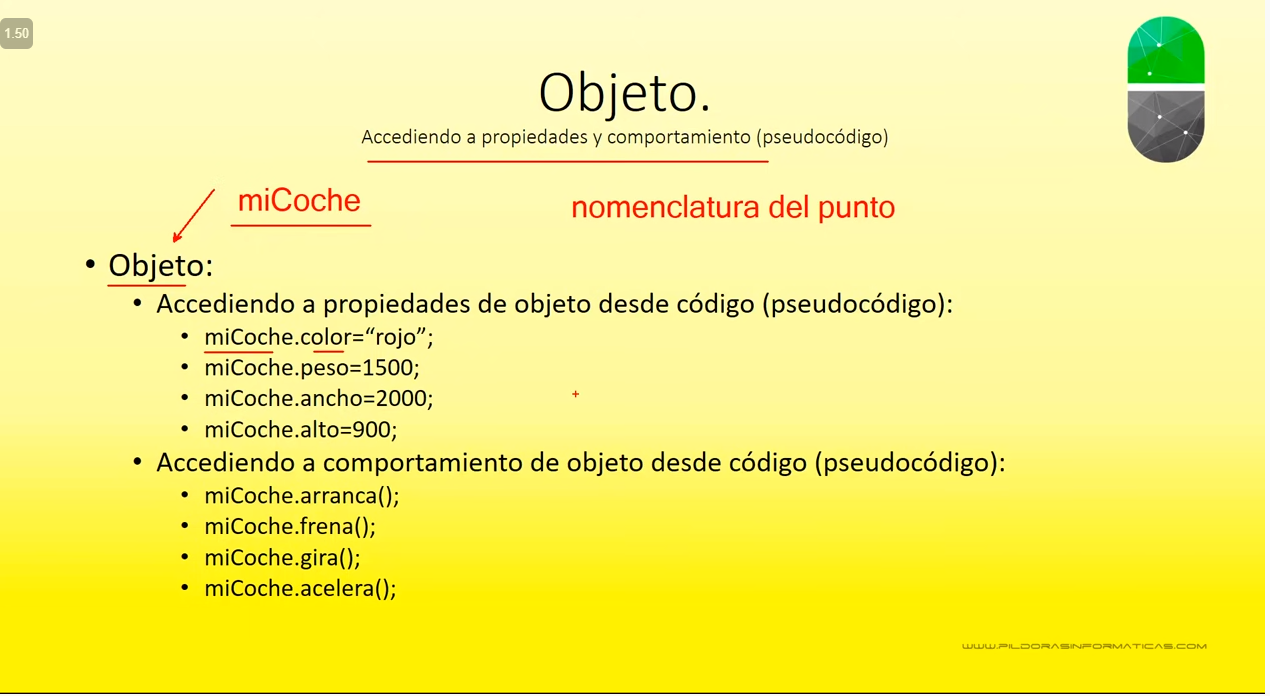 1.50
Objeto.
Accediendo a propiedades y comportamiento (pseudocódigo)
miCoche
nomenclatura del punto
• Objeto:
• Accediendo a propiedades de objeto desde código (pseudocódigo):
• miCoche.color=“rojo”;
• miCoche.peso=1500;
• miCoche.ancho=2000;
• miCoche.alto=900;
• Accediendo a comportamiento de objeto desde código (pseudocódigo):
• miCoche.arranca();
• miCoche.frena();
• miCoche.gira();
• miCoche.acelera();
WWW.PILDORASINFORMATICAS.COM